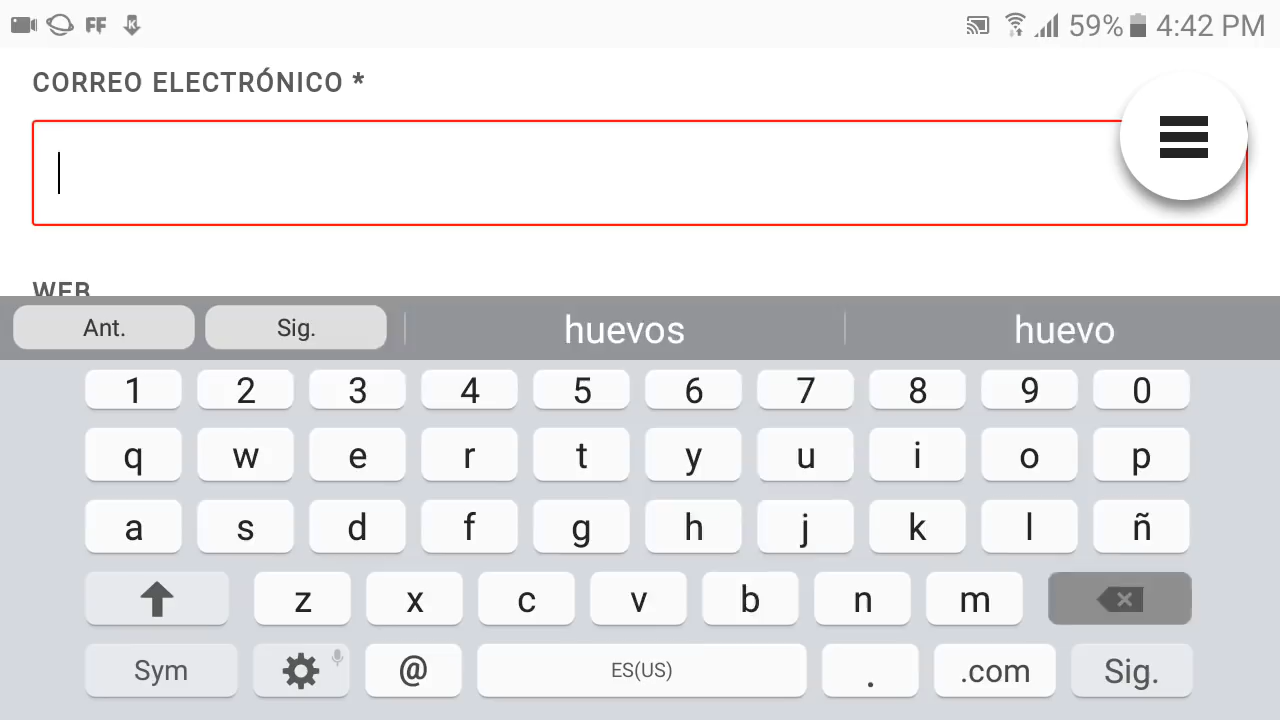 FF K 59% 4:42 PM
CORREO ELECTRÓNICO *
WEB
Ant. Sig. huevos huevo
1 2 3 4 5 6 7 8 9 0
q w e r t y u i o p
a s d f g h j k l ñ
z x c v b n m
Sym @ ES(US) . .com Sig.